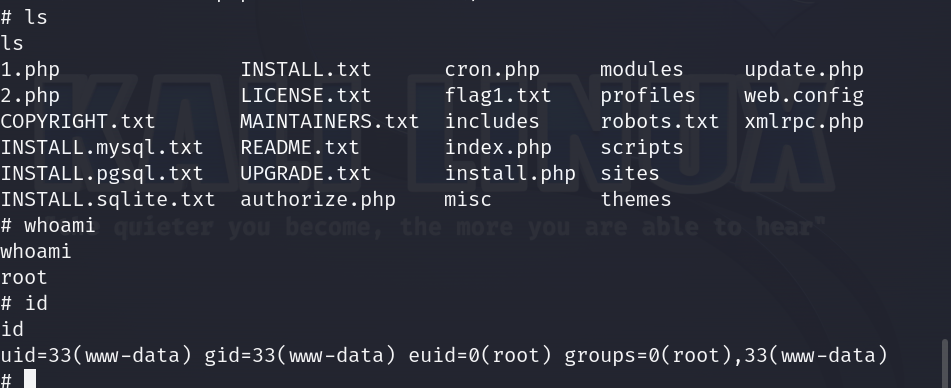 # ls
ls
1.php INSTALL.txt cron.php modules update.php
2.php LICENSE.txt flag1.txt profiles web.config
COPYRIGHT.txt MAINTAINERS.txt includes robots.txt xmlrpc.php
INSTALL.mysql.txt README.txt index.php scripts
INSTALL.pgsql.txt UPGRADE.txt install.php sites
INSTALL.sqlite.txt authorize.php misc themes
KALI LINUX
# whoami
quieter you become, the more you are able to hear"
whoami
root
# id
id
uid=33(www-data) gid=33(www-data) euid=0(root) groups=0(root),33(www-data)
#